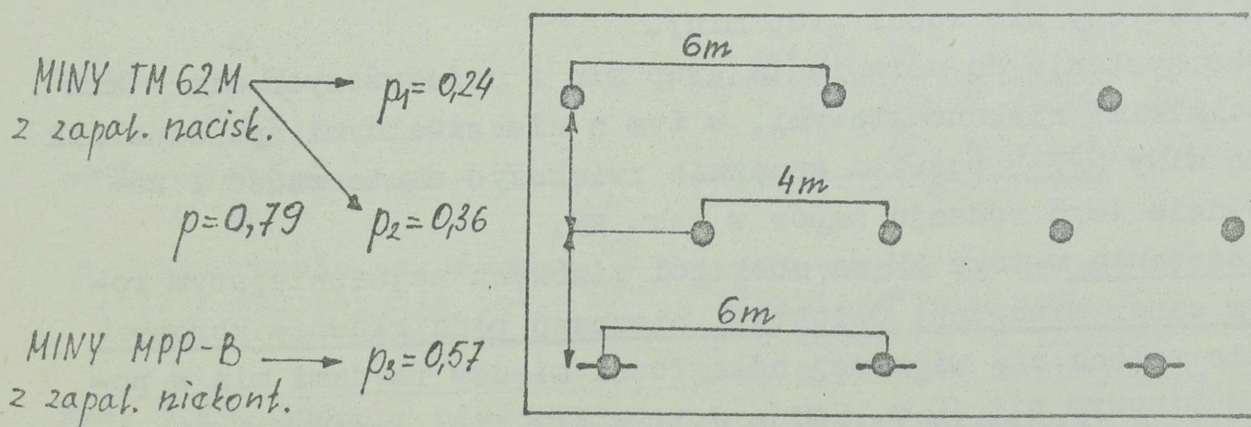 MINY TM 62M
z zapal. nacisk.
p₁= 0,24
p=0,79
p₂= 0,36
MINY MPP-B
z zapal. niekont.
p₃= 0,57
6m
4m
6m